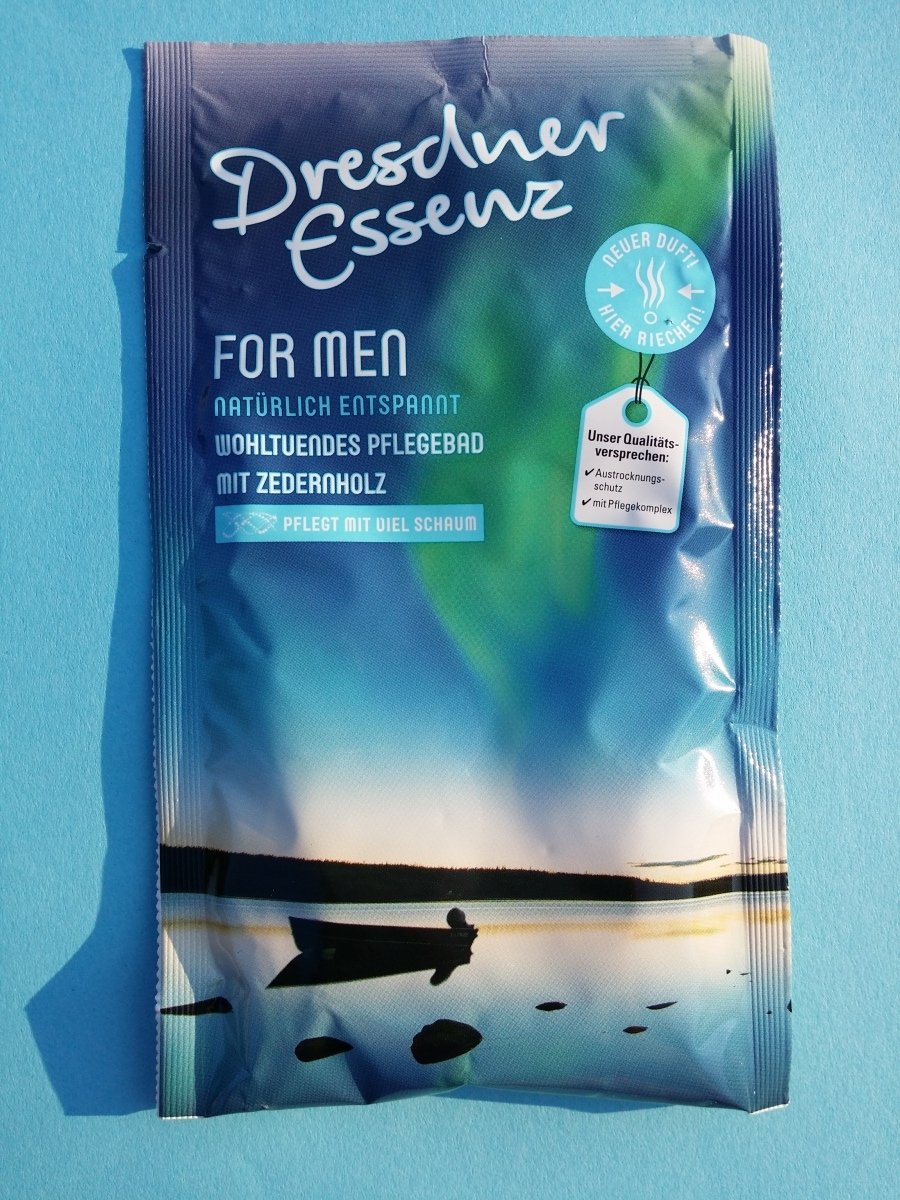 Dresdner
Essenz
NEUER DUFT!
HIER RIECHEN!
FOR MEN
NATÜRLICH ENTSPANNT
WOHLTUENDES PFLEGEBAD
MIT ZEDERNHOLZ
PFLEGT MIT VIEL SCHAUM
Unser Qualitäts-
versprechen:
✓ Austrocknungs-
schutz
✓ mit Pflegekomplex